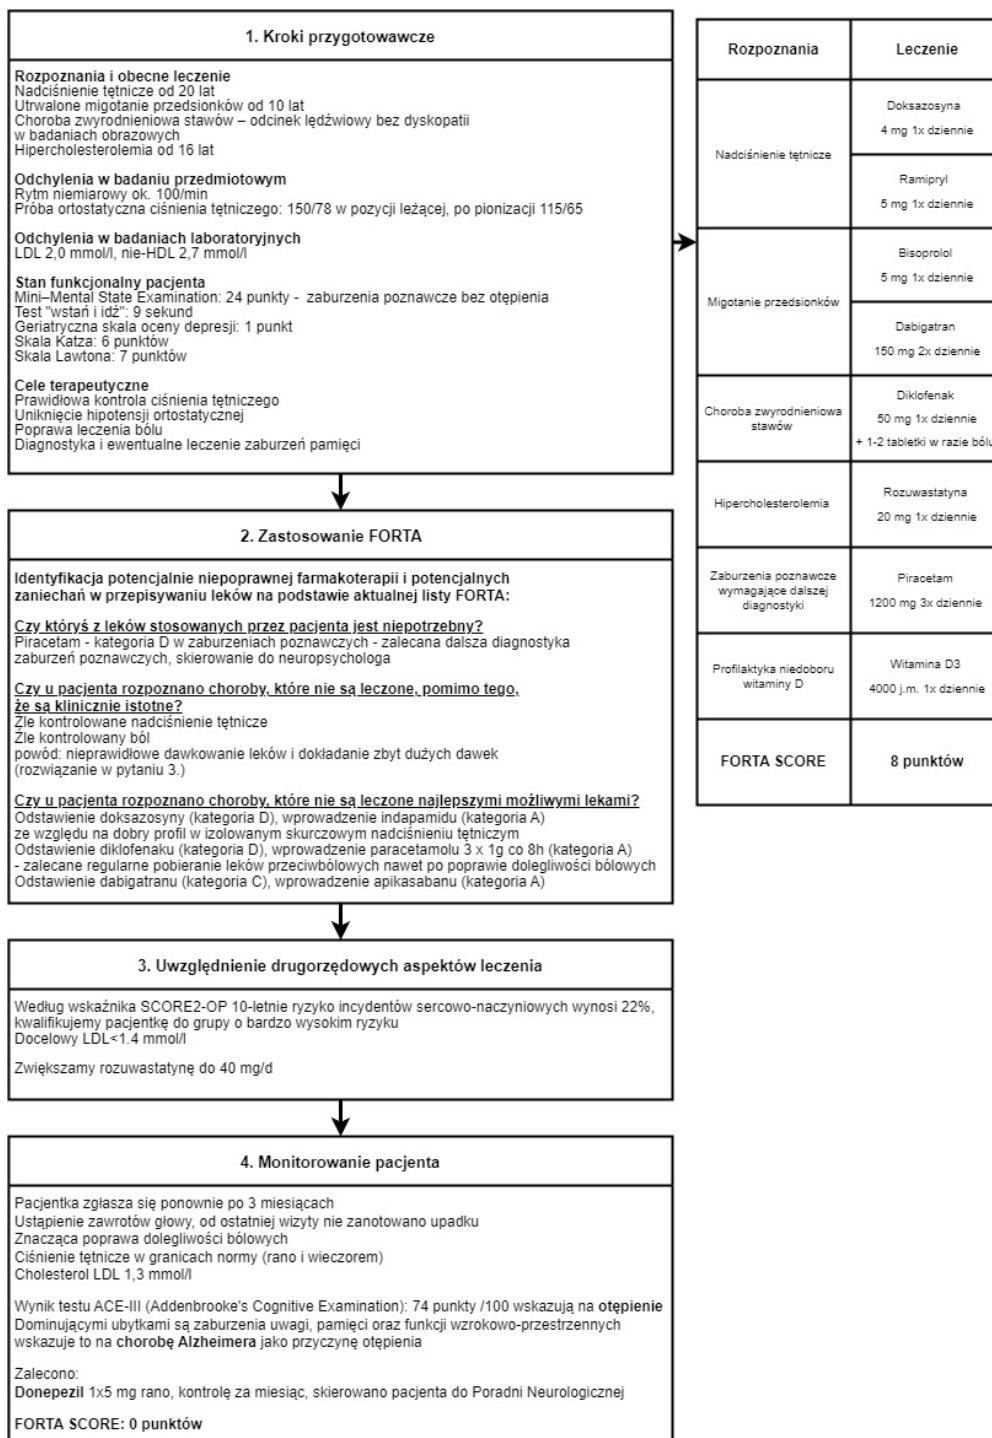 1. Kroki przygotowawcze
Rozpoznania i obecne leczenie
Nadciśnienie tętnicze od 20 lat
Utrwalone migotanie przedsionków od 10 lat
Choroba zwyrodnieniowa stawów – odcinek lędźwiowy bez dyskopatii
w badaniach obrazowych
Hipercholesterolemia od 16 lat
Odchylenia w badaniu przedmiotowym
Rytm niemiarowy ok. 100/min
Próba ortostatyczna ciśnienia tętniczego: 150/78 w pozycji leżącej, po pionizacji 115/65
Odchylenia w badaniach laboratoryjnych
LDL 2,0 mmol/l, nie-HDL 2,7 mmol/l
Stan funkcjonalny pacjenta
Mini–Mental State Examination: 24 punkty - zaburzenia poznawcze bez otępienia
Test "wstań i idź": 9 sekund
Geriatryczna skala oceny depresji: 1 punkt
Skala Katza: 6 punktów
Skala Lawtona: 7 punktów
Cele terapeutyczne
Prawidłowa kontrola ciśnienia tętniczego
Uniknięcie hipotensji ortostatycznej
Poprawa leczenia bólu
Diagnostyka i ewentualne leczenie zaburzeń pamięci
2. Zastosowanie FORTA
Identyfikacja potencjalnie niepoprawnej farmakoterapii i potencjalnych
zaniechań w przepisywaniu leków na podstawie aktualnej listy FORTA:
Czy któryś z leków stosowanych przez pacjenta jest niepotrzebny?
Piracetam - kategoria D w zaburzeniach poznawczych - zalecana dalsza diagnostyka
zaburzeń poznawczych, skierowanie do neuropsychologa
Czy u pacjenta rozpoznano choroby, które nie są leczone, pomimo tego,
że są klinicznie istotne?
Źle kontrolowane nadciśnienie tętnicze
Źle kontrolowany ból
powód: nieprawidłowe dawkowanie leków i dokładanie zbyt dużych dawek
(rozwiązanie w pytaniu 3.)
Czy u pacjenta rozpoznano choroby, które nie są leczone najlepszymi możliwymi lekami?
Odstawienie doksazosyny (kategoria D), wprowadzenie indapamidu (kategoria A)
ze względu na dobry profil w izolowanym skurczowym nadciśnieniu tętniczym
Odstawienie diklofenaku (kategoria D), wprowadzenie paracetamolu 3 x 1g co 8h (kategoria A)
- zalecane regularne pobieranie leków przeciwbólowych nawet po poprawie dolegliwości bólowych
Odstawienie dabigatranu (kategoria C), wprowadzenie apikasabanu (kategoria A)
3. Uwzględnienie drugorzędowych aspektów leczenia
Według wskaźnika SCORE2-OP 10-letnie ryzyko incydentów sercowo-naczyniowych wynosi 22%,
kwalifikujemy pacjentkę do grupy o bardzo wysokim ryzyku
Docelowy LDL<1.4 mmol/l
Zwiększamy rozuwastatynę do 40 mg/d
4. Monitorowanie pacjenta
Pacjentka zgłasza się ponownie po 3 miesiącach
Ustąpienie zawrotów głowy, od ostatniej wizyty nie zanotowano upadku
Znacząca poprawa dolegliwości bólowych
Ciśnienie tętnicze w granicach normy (rano i wieczorem)
Cholesterol LDL 1,3 mmol/l
Wynik testu ACE-III (Addenbrooke's Cognitive Examination): 74 punkty /100 wskazują na otępienie
Dominującymi ubytkami są zaburzenia uwagi, pamięci oraz funkcji wzrokowo-przestrzennych
wskazuje to na chorobę Alzheimera jako przyczynę otępienia
Zalecono:
Donepezil 1x5 mg rano, kontrolę za miesiąc, skierowano pacjenta do Poradni Neurologicznej
FORTA SCORE: 0 punktów
Rozpoznania
Leczenie
Nadciśnienie tętnicze
Doksazosyna
4 mg 1x dziennie
Ramipryl
5 mg 1x dziennie
Migotanie przedsionków
Bisoprolol
5 mg 1x dziennie
Dabigatran
150 mg 2x dziennie
Choroba zwyrodnieniowa
stawów
Diklofenak
50 mg 1x dziennie
+ 1-2 tabletki w razie bólu
Hipercholesterolemia
Rozuwastatyna
20 mg 1x dziennie
Zaburzenia poznawcze
wymagające dalszej
diagnostyki
Piracetam
1200 mg 3x dziennie
Profilaktyka niedoboru
witaminy D
Witamina D3
4000 j.m. 1x dziennie
FORTA SCORE
8 punktów